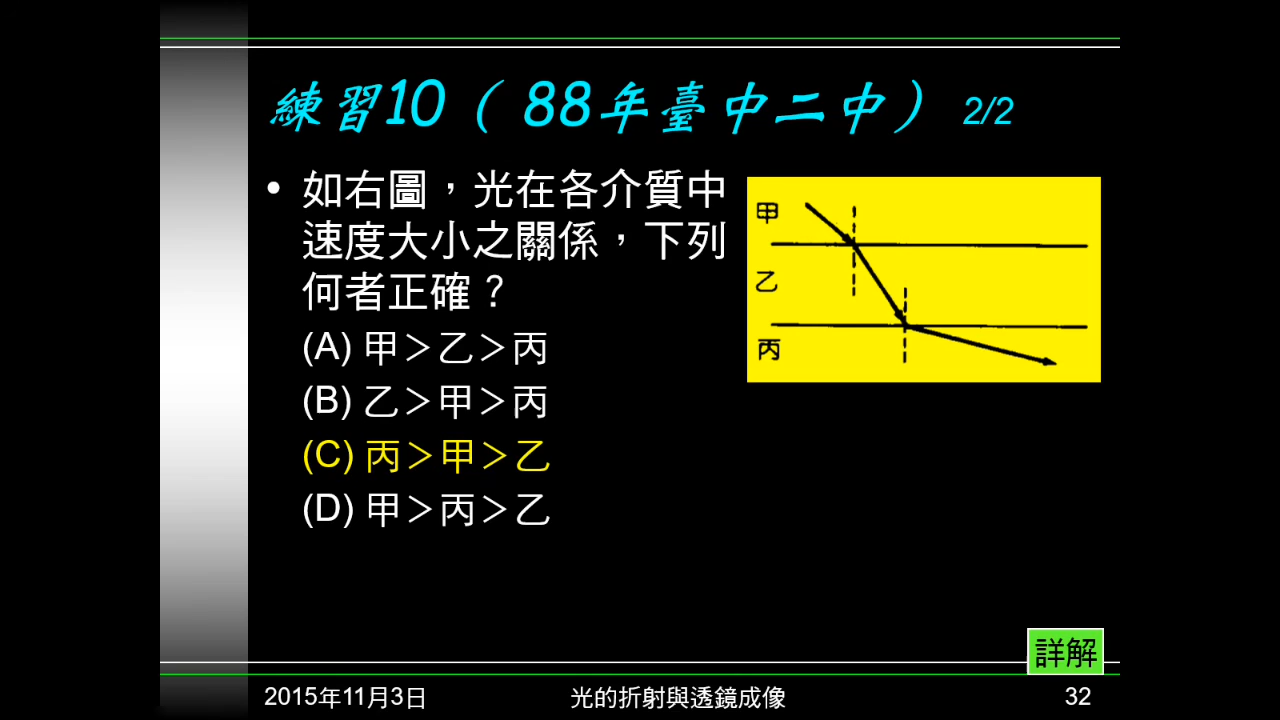 練習10（ 88年臺中二中） 2/2
• 如右圖，光在各介質中
速度大小之關係，下列
何者正確？
(A) 甲＞乙＞丙
(B) 乙＞甲＞丙
(C) 丙＞甲＞乙
(D) 甲＞丙＞乙
甲
乙
丙
詳解
2015年11月3日 光的折射與透鏡成像 32